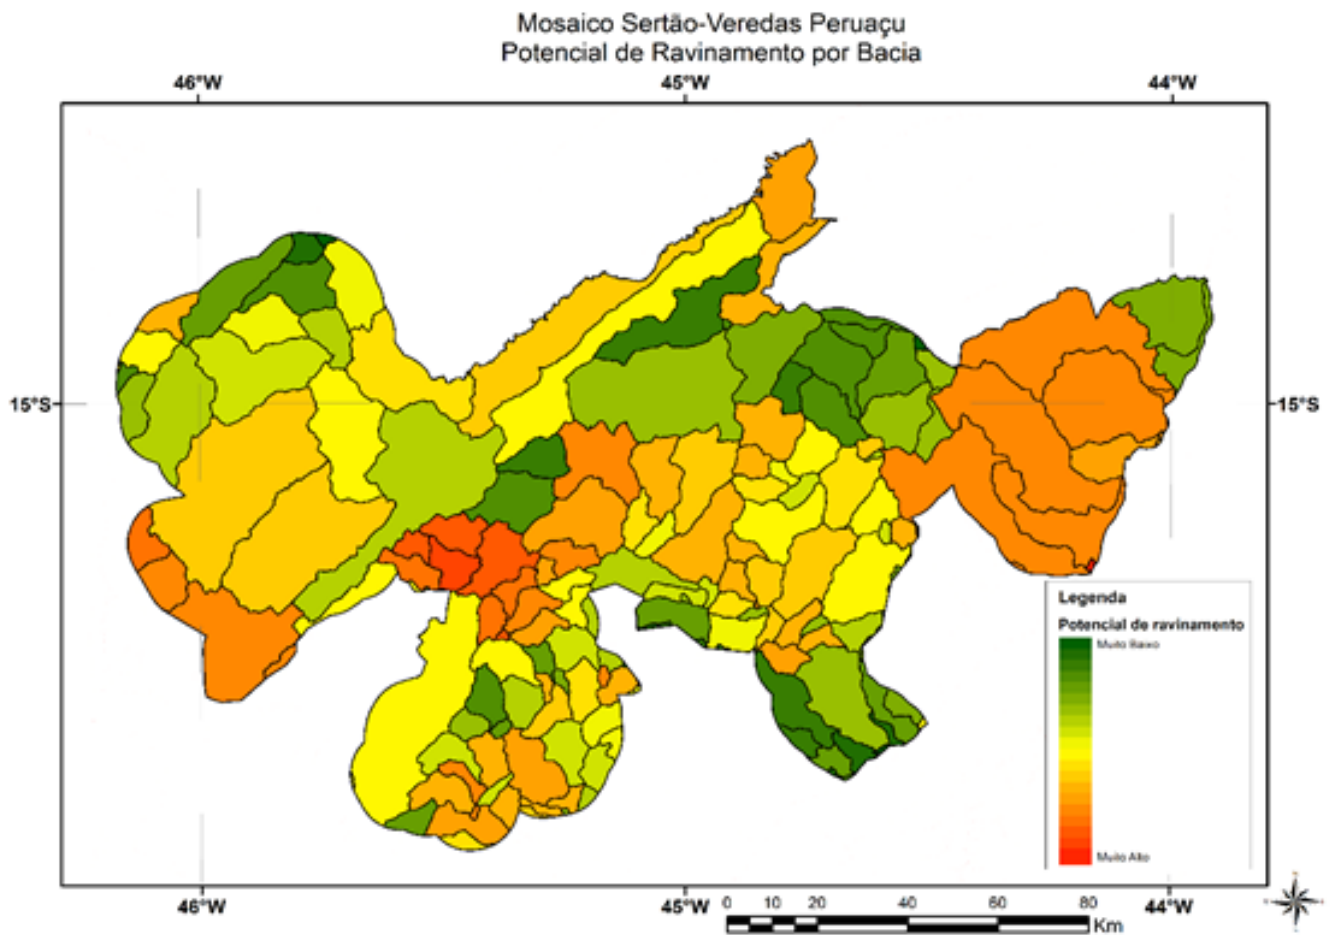 Mosaico Sertão-Veredas Peruaçu
Potencial de Ravinamento por Bacia
46°W 45°W 44°W
15°S 15°S
Legenda
Potencial de ravinamento
Muito Baixo
Muito Alto
46°W 45°W 44°W
0 10 20 40 60 80
Km